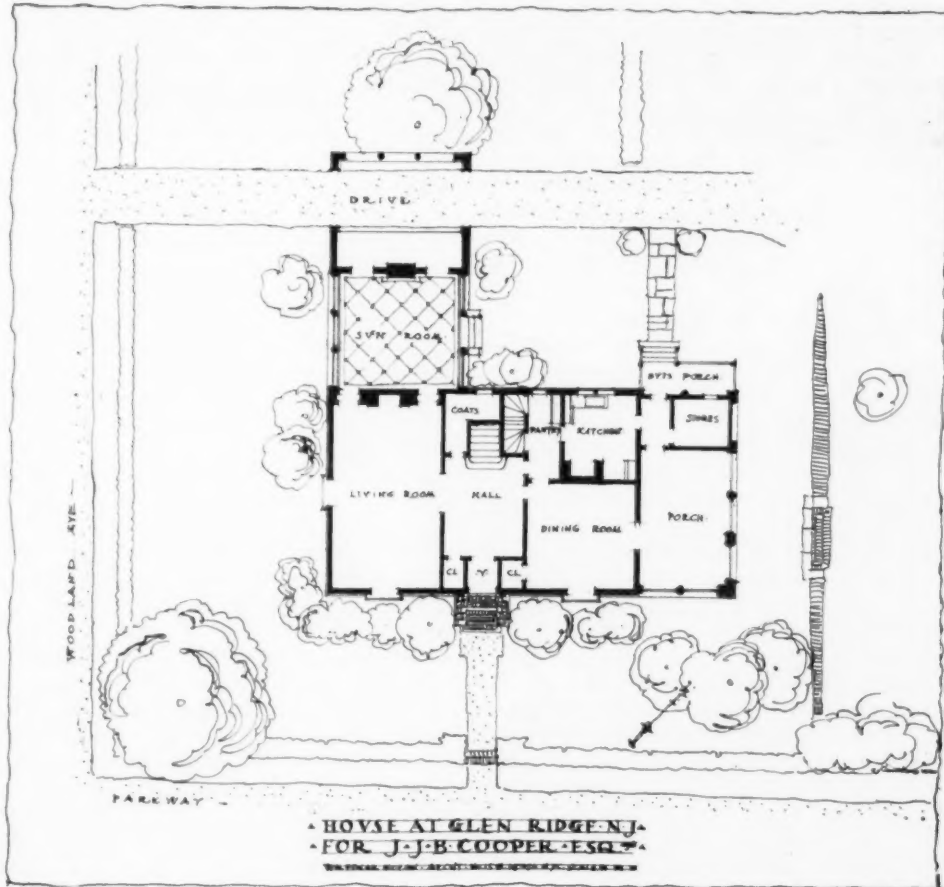 DRIVE
SVN ROOM
COATS
PANTRY
KITCHEN
STORES
PORCH
LIVING ROOM
HALL
DINING ROOM
PORCH
CL
V
CL
WOODLAND AVE
PARKWAY
HOVSE AT GLEN RIDGE·N·J·
FOR J·J·B·COOPER·ESQ